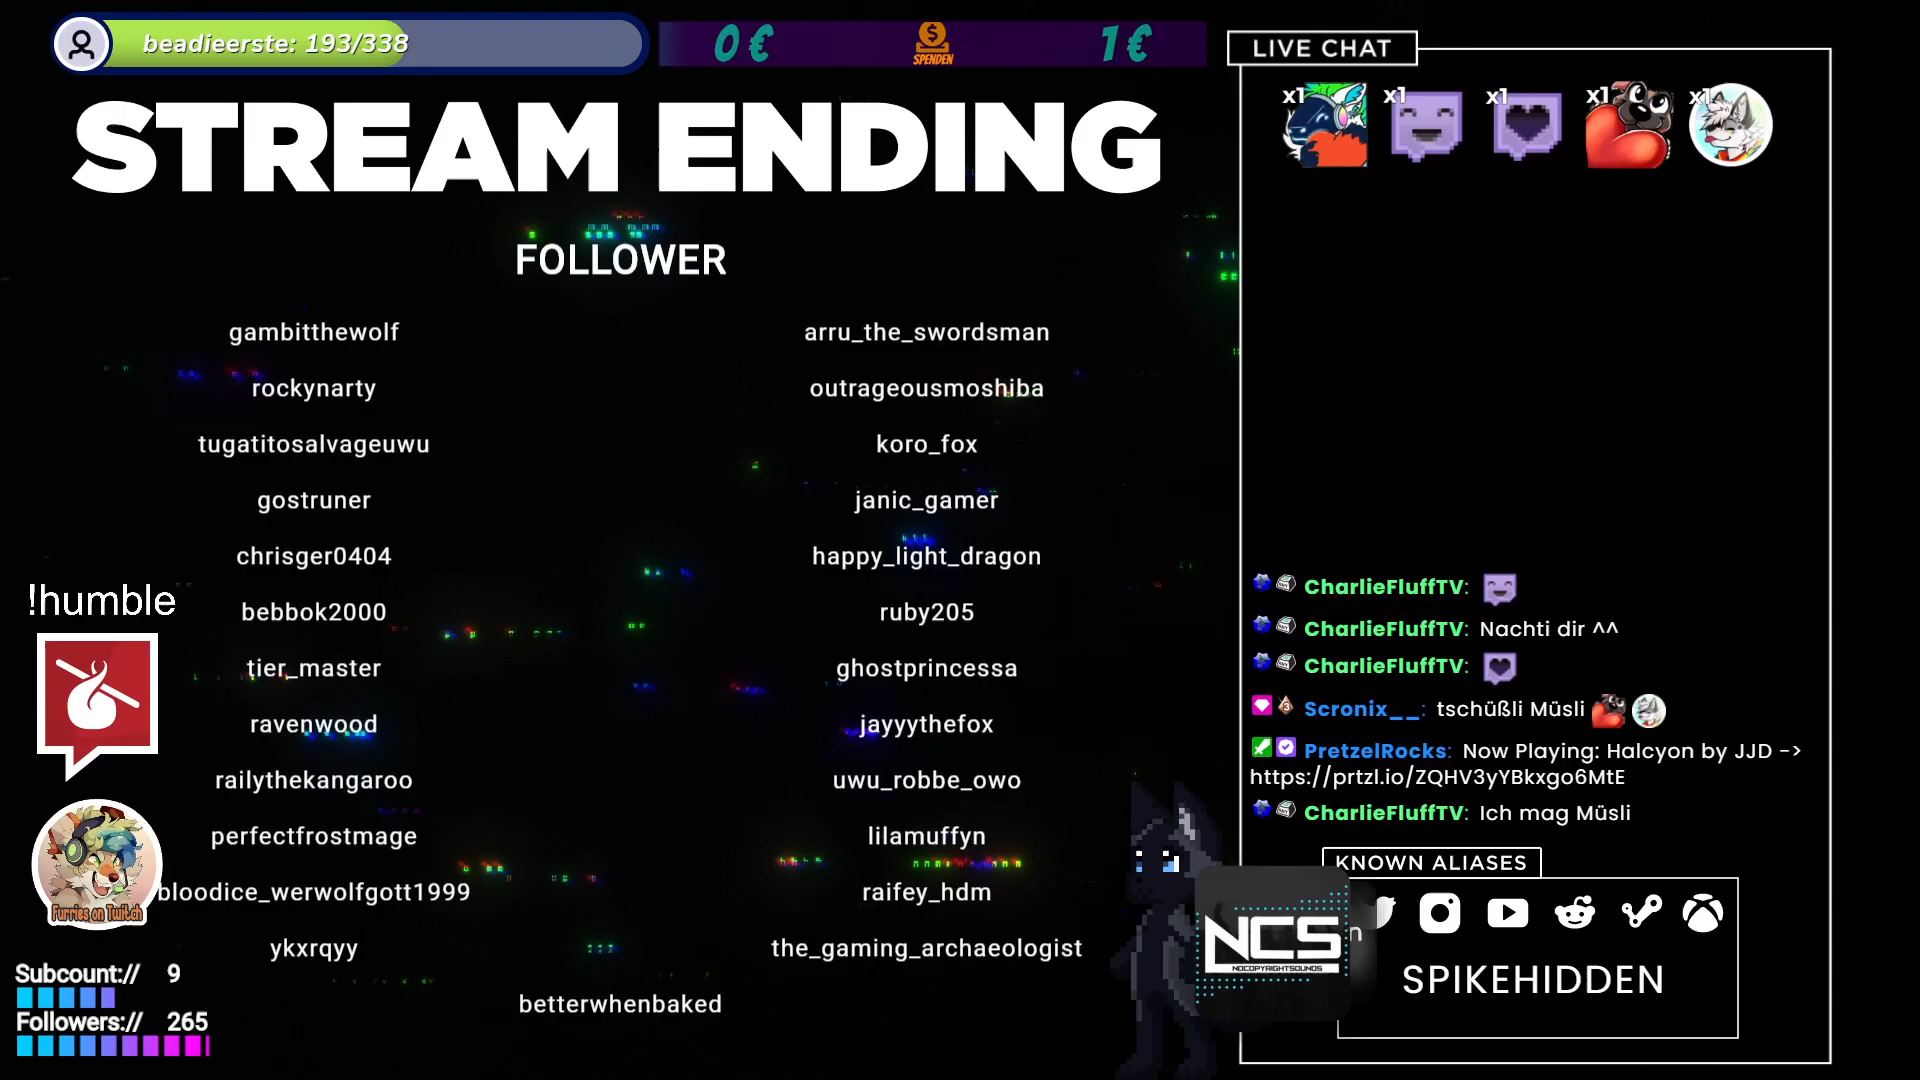 beadieerste: 193/338
0 €
SPENDEN
1 €
LIVE CHAT
STREAM ENDING
x1
x1
x1
x1
x1
FOLLOWER
gambitthewolf
arru_the_swordsman
rockynarty
outrageousmoshiba
tugatitosalvageuwu
koro_fox
gostruner
janic_gamer
chrisger0404
happy_light_dragon
bebbok2000
ruby205
tier_master
ghostprincessa
ravenwood
jayyythefox
railythekangaroo
uwu_robbe_owo
perfectfrostmage
lilamuffyn
bloodice_werwolfgott1999
raifey_hdm
ykxrqyy
the_gaming_archaeologist
betterwhenbaked
!humble
Furries on Twitch
Subcount:// 9
Followers:// 265
CharlieFluffTV:
CharlieFluffTV: Nachti dir ^^
CharlieFluffTV:
Scronix__: tschüßli Müsli
PretzelRocks: Now Playing: Halcyon by JJD ->
https://prtzl.io/ZQHV3yYBkxgo6MtE
CharlieFluffTV: Ich mag Müsli
KNOWN ALIASES
n
NCS
NOCOPYRIGHTSOUNDS
SPIKEHIDDEN